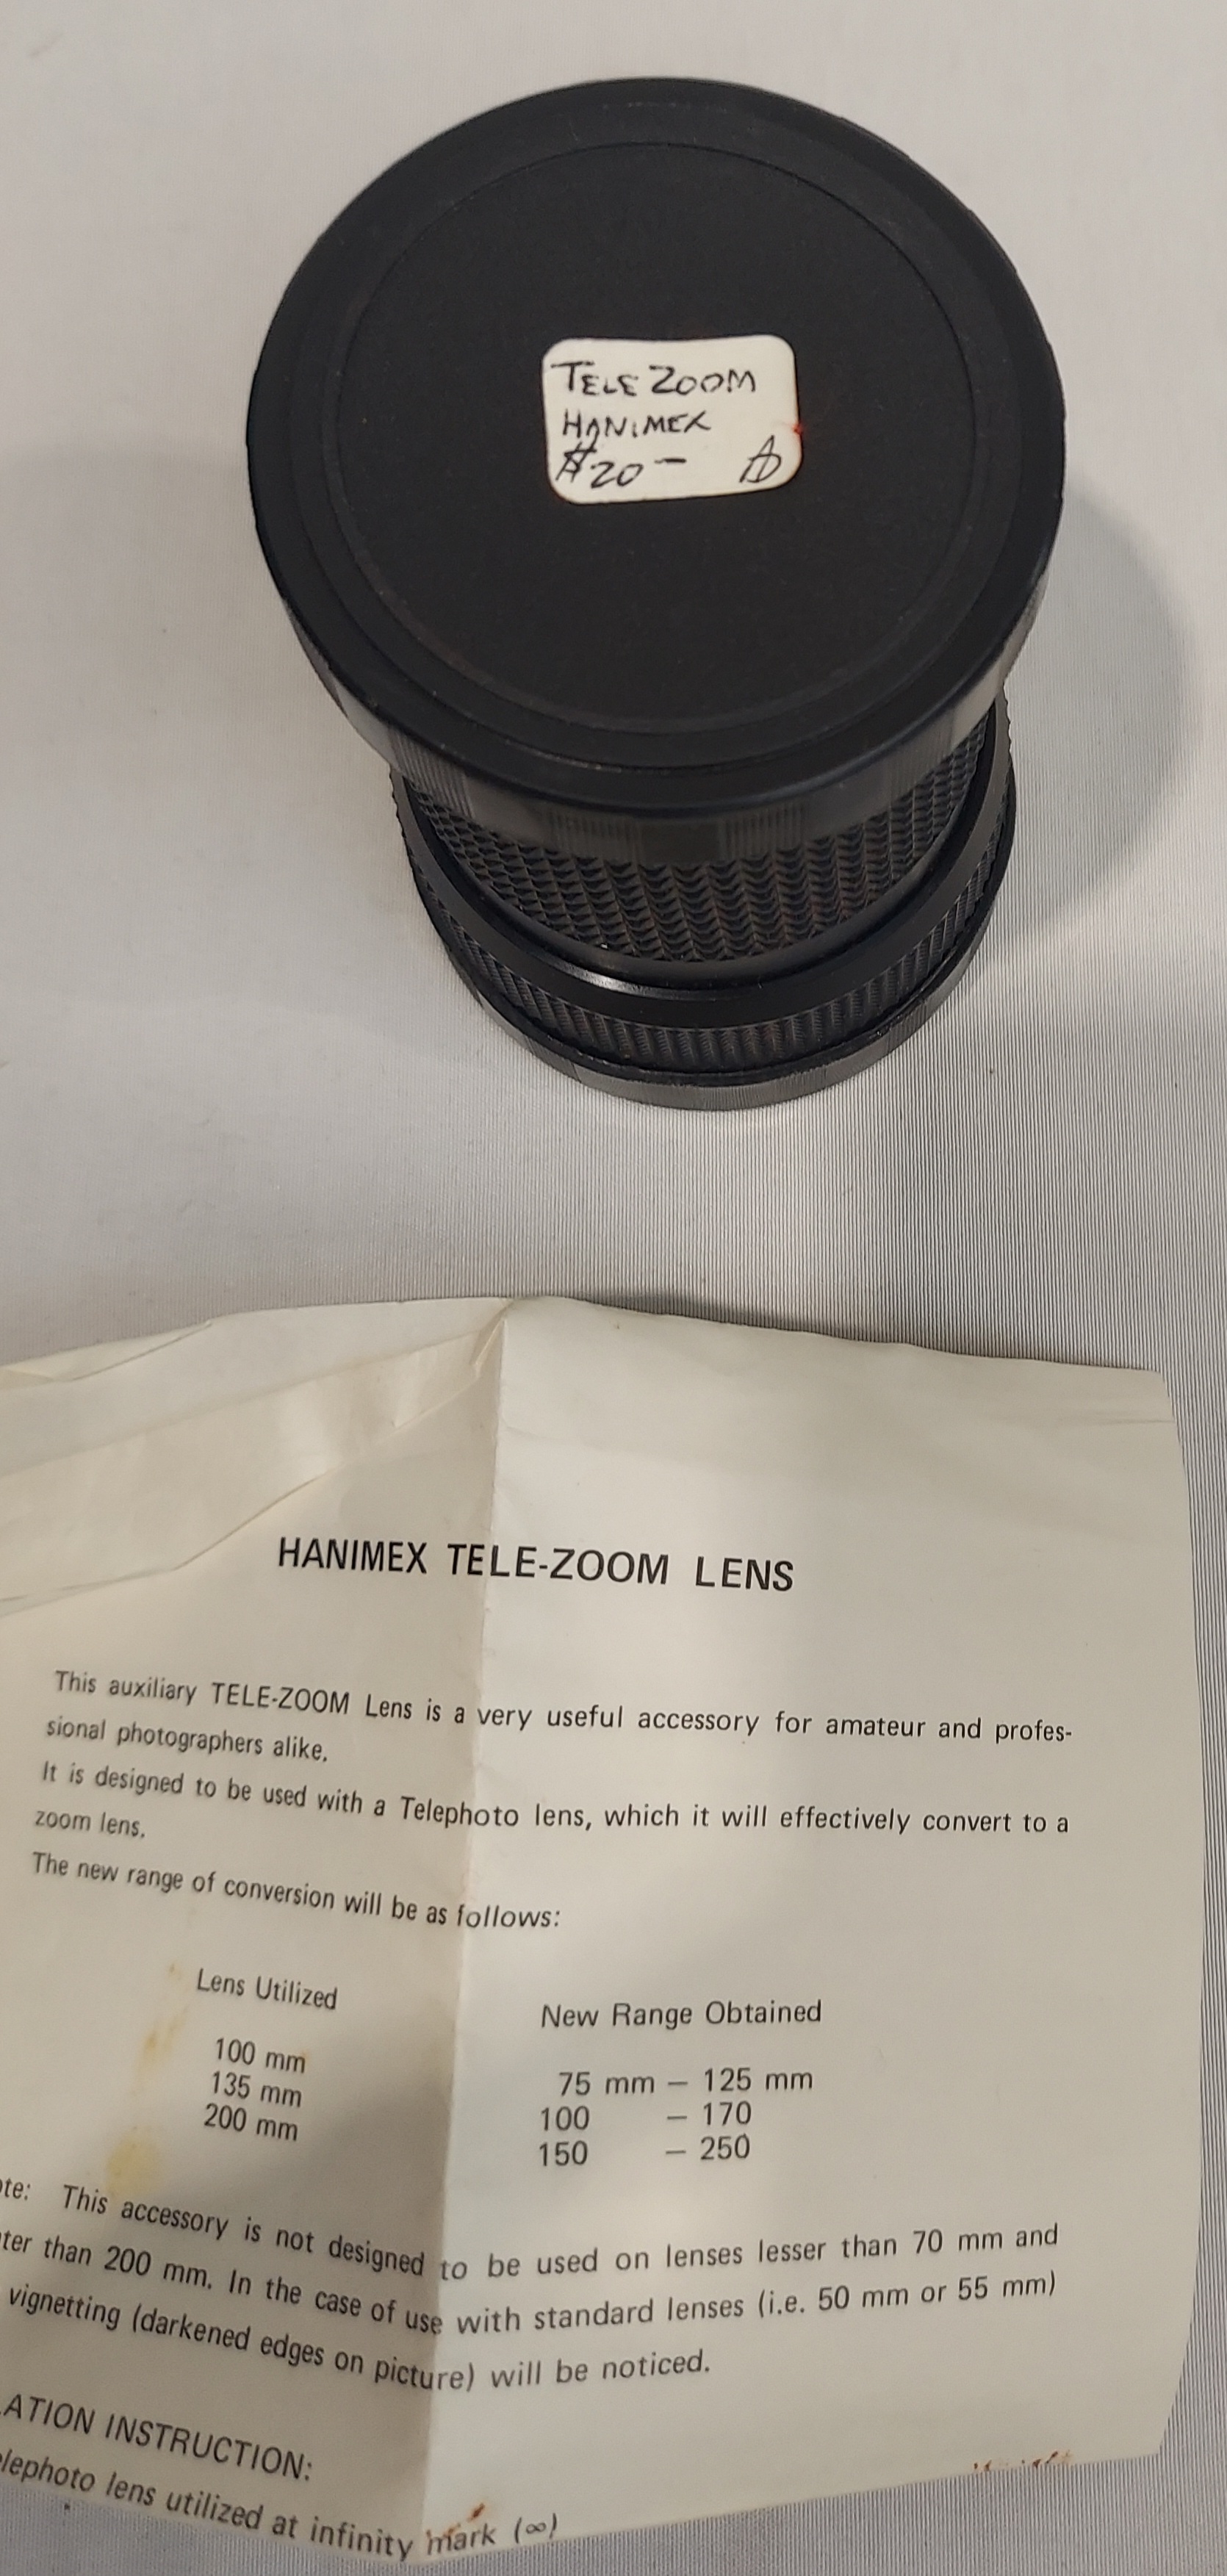 TELE ZOOM
HANIMEX
$20-
HANIMEX TELE-ZOOM LENS
This auxiliary TELE-ZOOM Lens is a very useful accessory for amateur and profes-
sional photographers alike.
It is designed to be used with a Telephoto lens, which it will effectively convert to a
zoom lens.
The new range of conversion will be as follows:
Lens Utilized New Range Obtained
100 mm 75 mm – 125 mm
135 mm 100 – 170
200 mm 150 – 250
ote: This accessory is not designed to be used on lenses lesser than 70 mm and
ter than 200 mm. In the case of use with standard lenses (i.e. 50 mm or 55 mm)
vignetting (darkened edges on picture) will be noticed.
ATION INSTRUCTION:
lephoto lens utilized at infinity mark (∞)